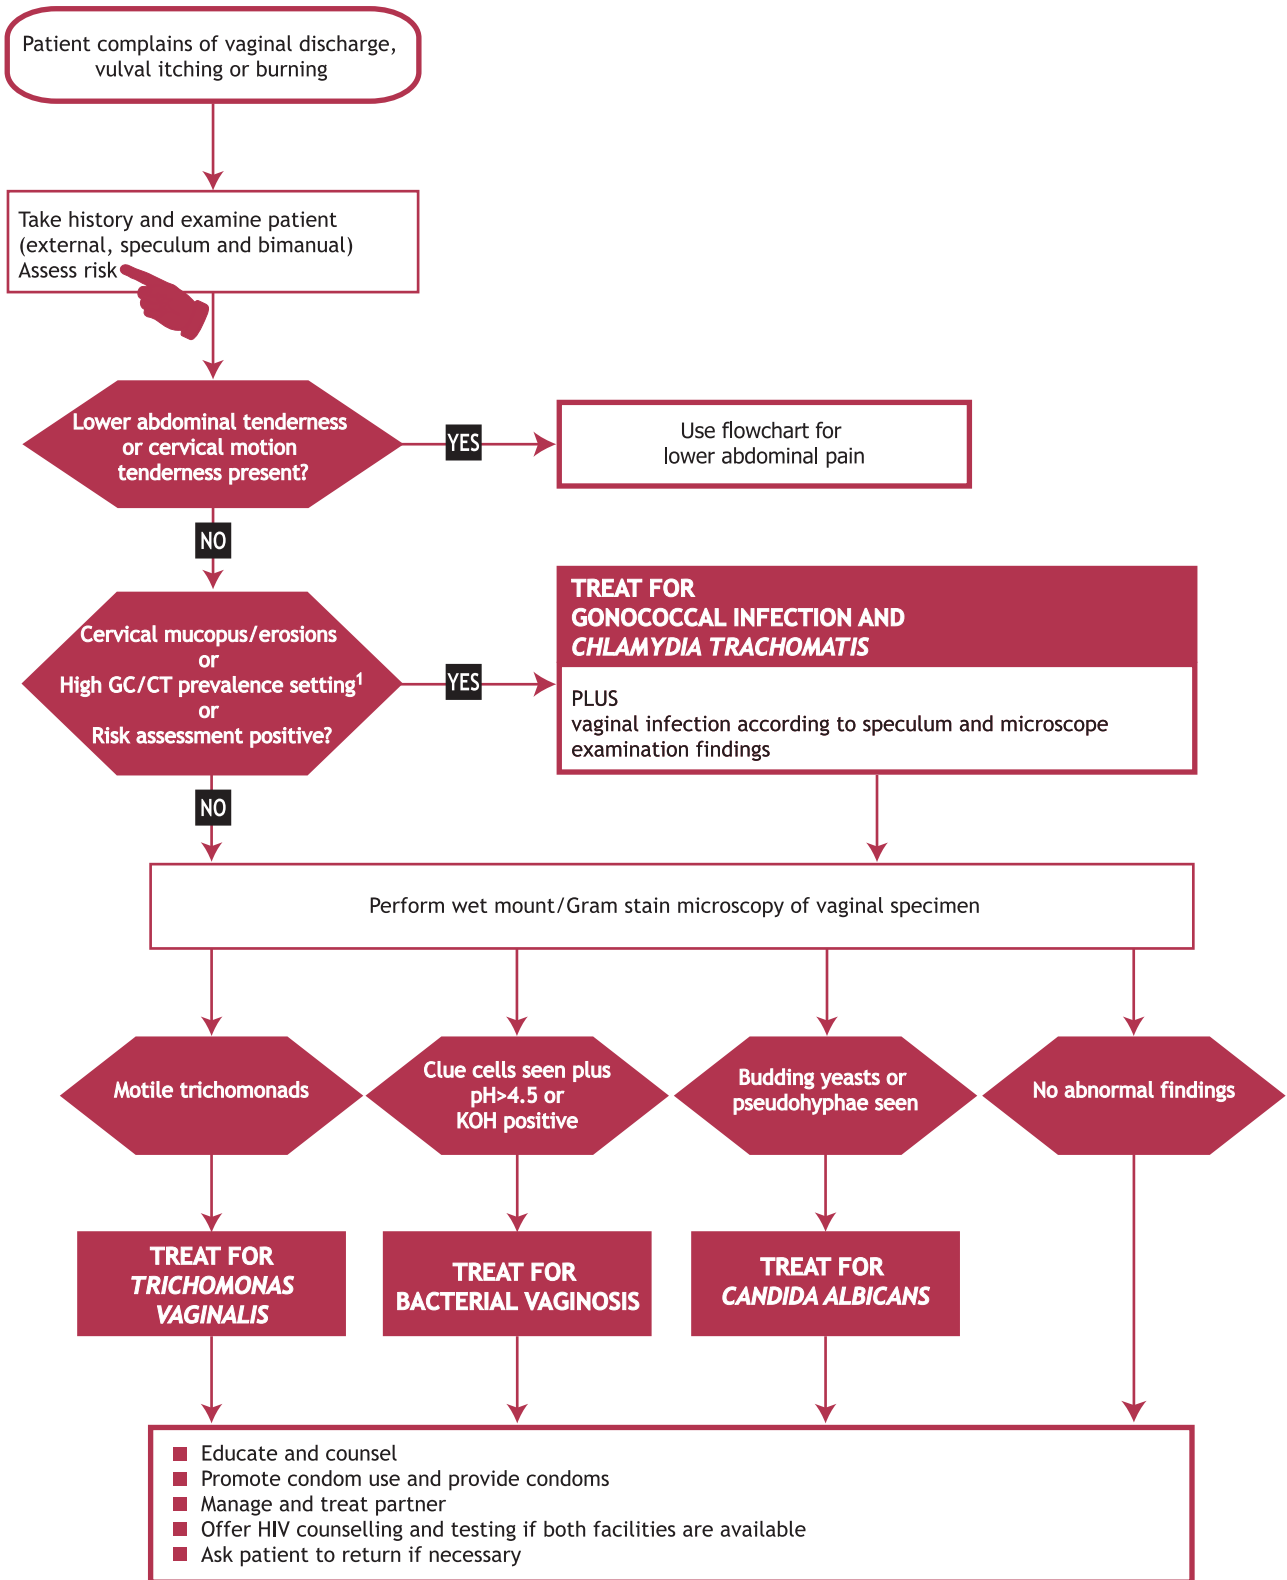 Patient complains of vaginal discharge,
vulval itching or burning
Take history and examine patient
(external, speculum and bimanual)
Assess risk
Lower abdominal tenderness
or cervical motion
tenderness present?
YES
Use flowchart for
lower abdominal pain
NO
Cervical mucopus/erosions
or
High GC/CT prevalence setting¹
or
Risk assessment positive?
YES
TREAT FOR
GONOCOCCAL INFECTION AND
CHLAMYDIA TRACHOMATIS
PLUS
vaginal infection according to speculum and microscope
examination findings
NO
Perform wet mount/Gram stain microscopy of vaginal specimen
Motile trichomonads
Clue cells seen plus
pH>4.5 or
KOH positive
Budding yeasts or
pseudohyphae seen
No abnormal findings
TREAT FOR
TRICHOMONAS
VAGINALIS
TREAT FOR
BACTERIAL VAGINOSIS
TREAT FOR
CANDIDA ALBICANS
Educate and counsel
Promote condom use and provide condoms
Manage and treat partner
Offer HIV counselling and testing if both facilities are available
Ask patient to return if necessary